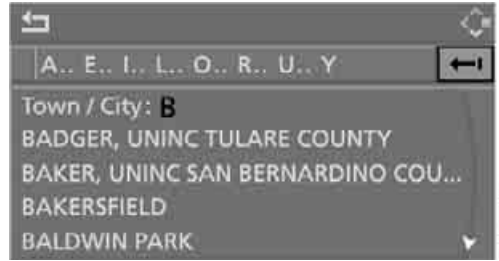 A.. E.. I.. L.. O.. R.. U.. Y
Town / City: B
BADGER, UNINC TULARE COUNTY
BAKER, UNINC SAN BERNARDINO COU...
BAKERSFIELD
BALDWIN PARK